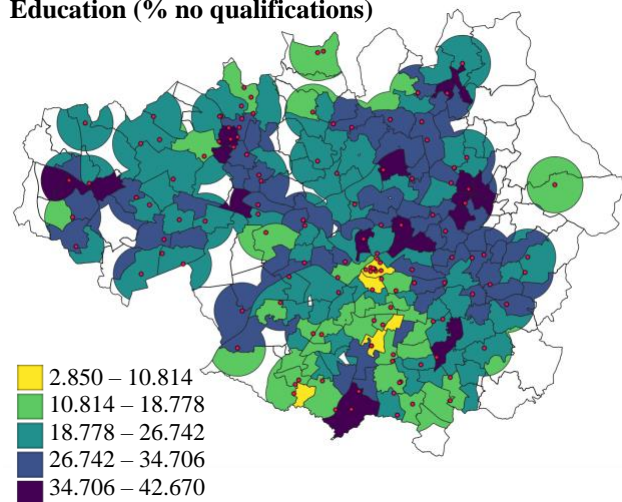 Education (% no qualifications)
2.850 – 10.814
10.814 – 18.778
18.778 – 26.742
26.742 – 34.706
34.706 – 42.670